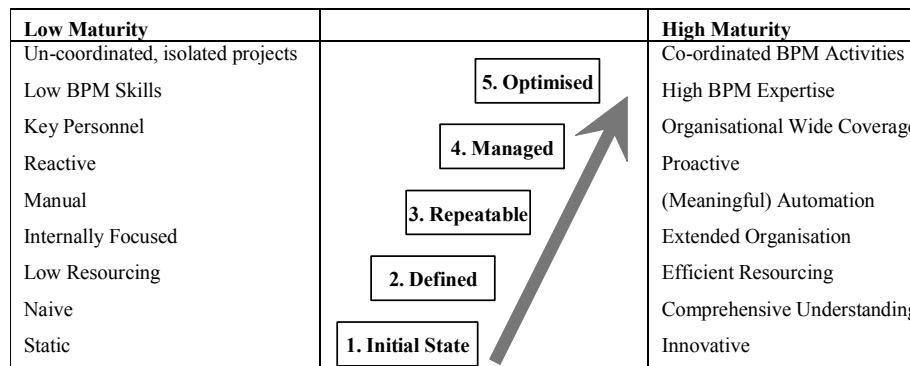 Low Maturity High Maturity
Un-coordinated, isolated projects Co-ordinated BPM Activities
5. Optimised
Low BPM Skills High BPM Expertise
Key Personnel Organisational Wide Coverage
4. Managed
Reactive Proactive
Manual (Meaningful) Automation
3. Repeatable
Internally Focused Extended Organisation
Low Resourcing 2. Defined Efficient Resourcing
Naive Comprehensive Understanding
Static 1. Initial State Innovative